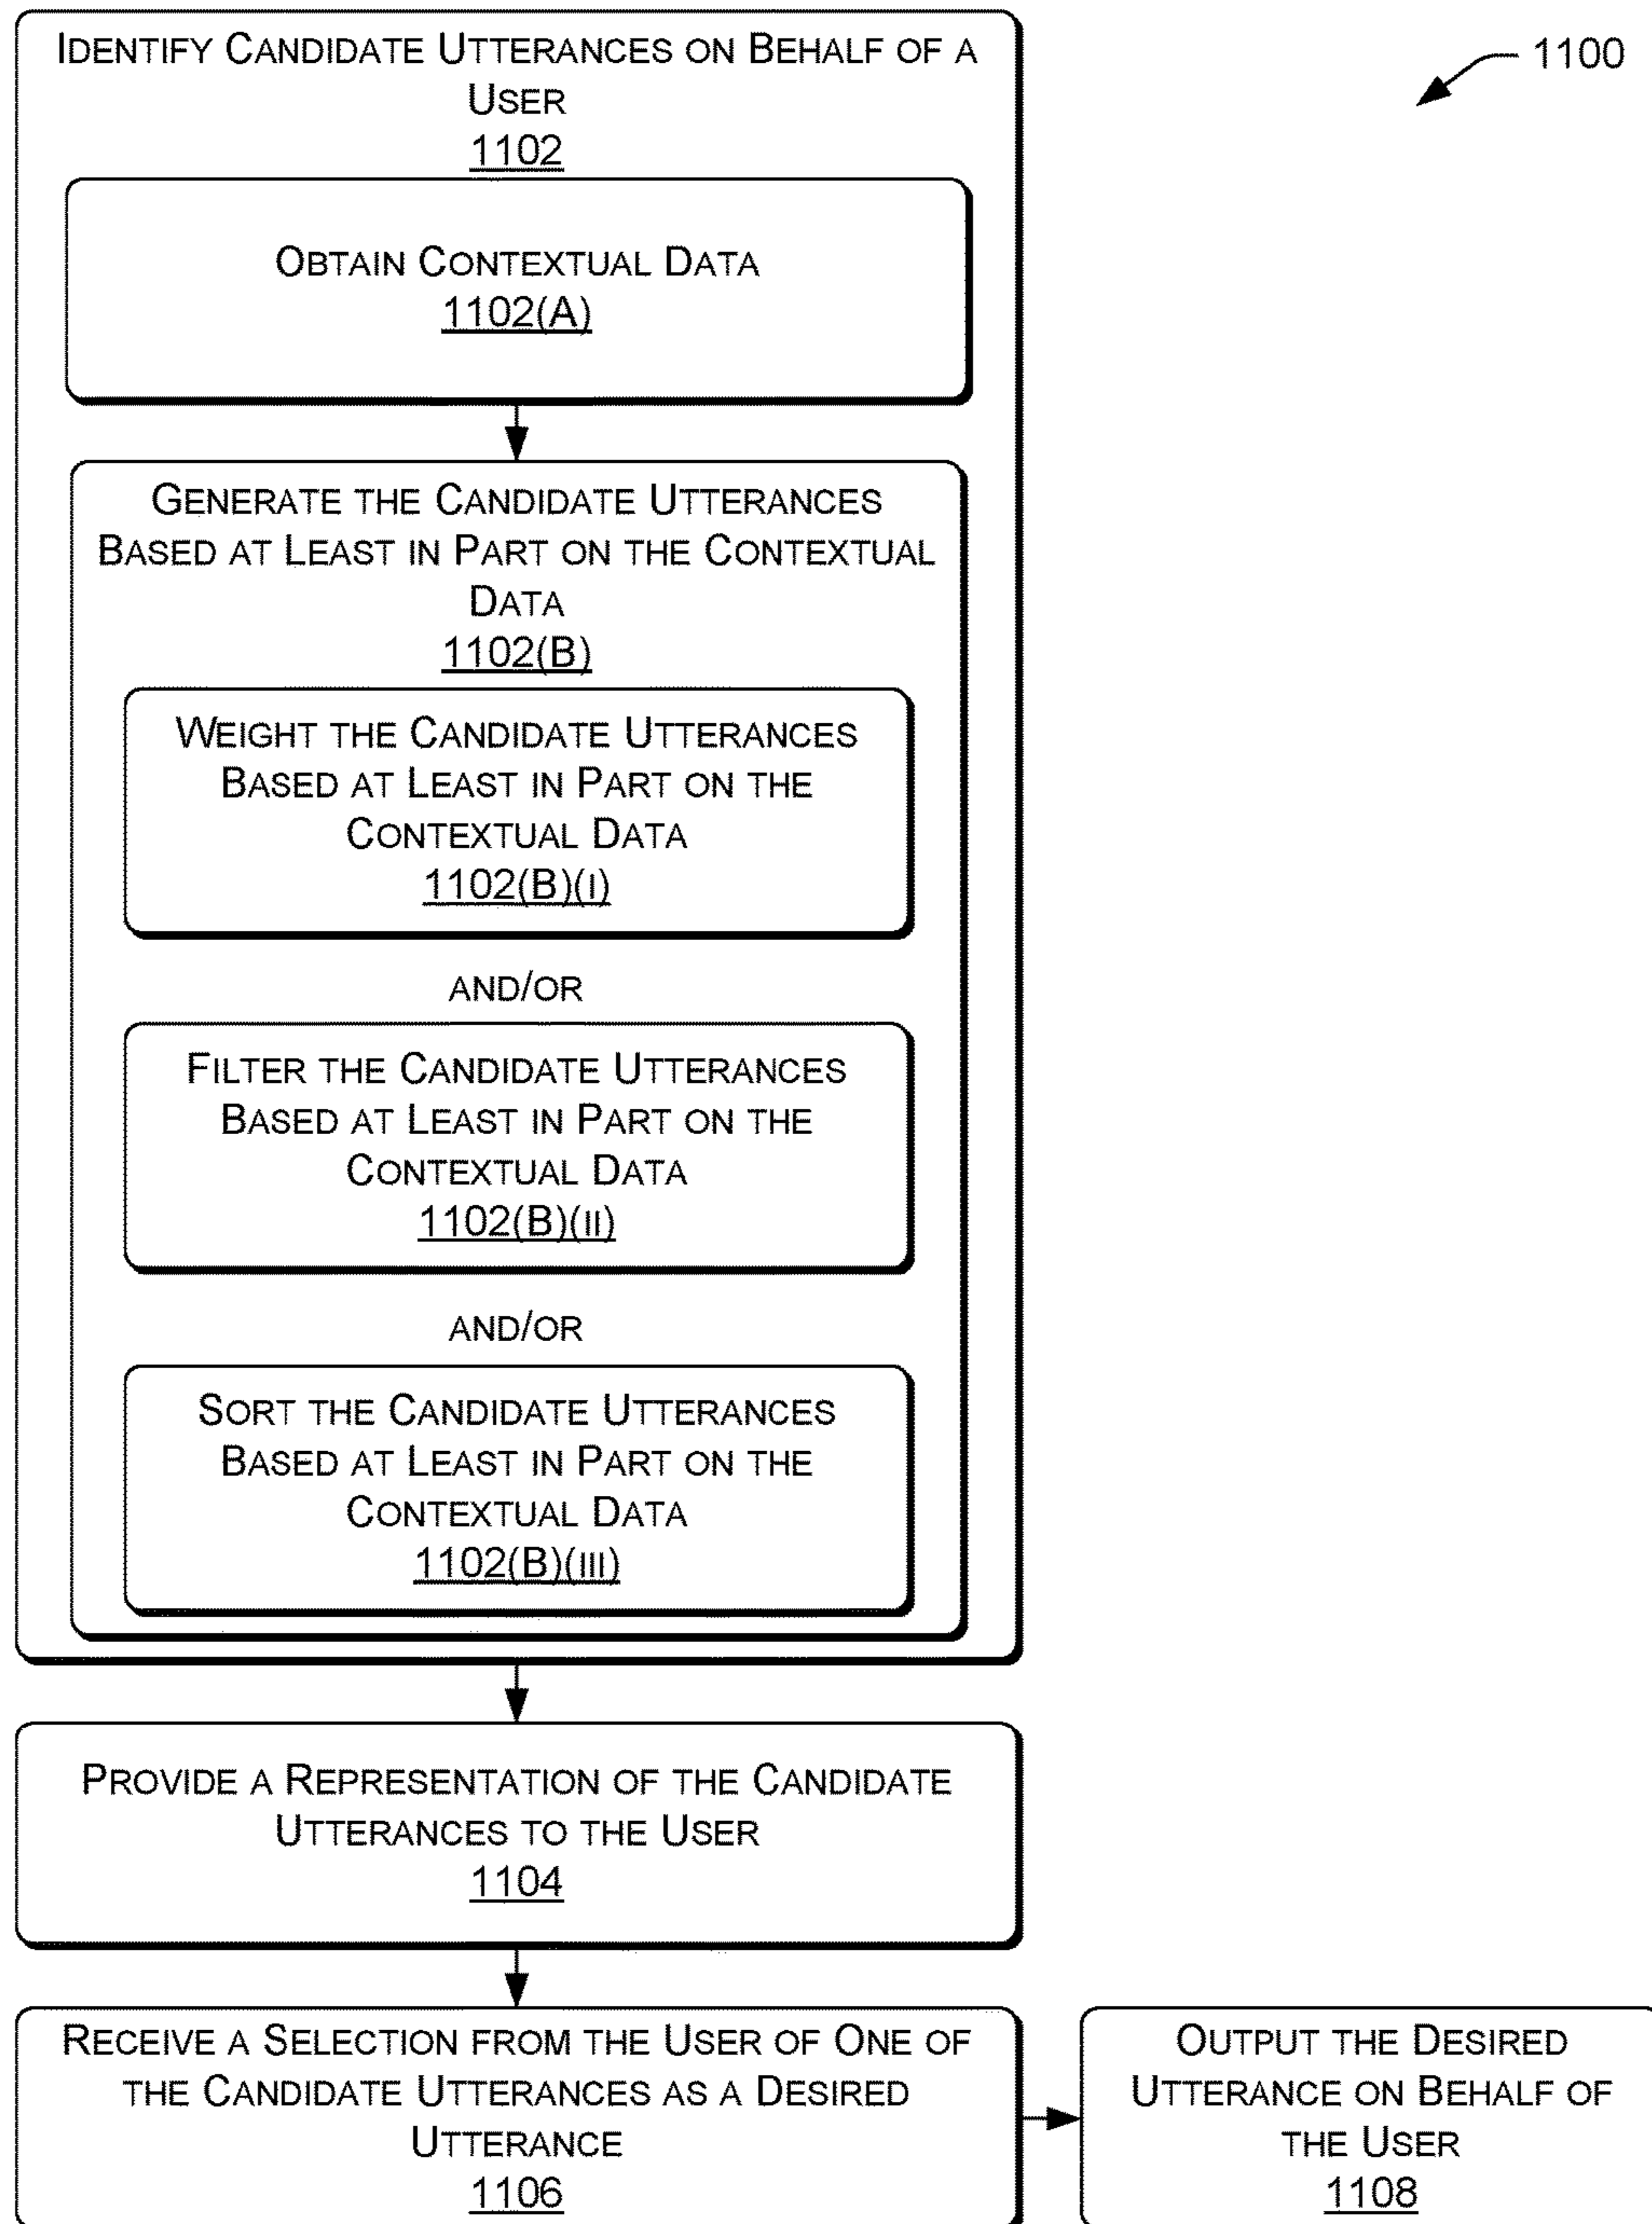 IDENTIFY CANDIDATE UTTERANCES ON BEHALF OF A
USER
1102
1100
OBTAIN CONTEXTUAL DATA
1102(A)
GENERATE THE CANDIDATE UTTERANCES
BASED AT LEAST IN PART ON THE CONTEXTUAL
DATA
1102(B)
WEIGHT THE CANDIDATE UTTERANCES
BASED AT LEAST IN PART ON THE
CONTEXTUAL DATA
1102(B)(I)
AND/OR
FILTER THE CANDIDATE UTTERANCES
BASED AT LEAST IN PART ON THE
CONTEXTUAL DATA
1102(B)(II)
AND/OR
SORT THE CANDIDATE UTTERANCES
BASED AT LEAST IN PART ON THE
CONTEXTUAL DATA
1102(B)(III)
PROVIDE A REPRESENTATION OF THE CANDIDATE
UTTERANCES TO THE USER
1104
RECEIVE A SELECTION FROM THE USER OF ONE OF
THE CANDIDATE UTTERANCES AS A DESIRED
UTTERANCE
1106
OUTPUT THE DESIRED
UTTERANCE ON BEHALF OF
THE USER
1108